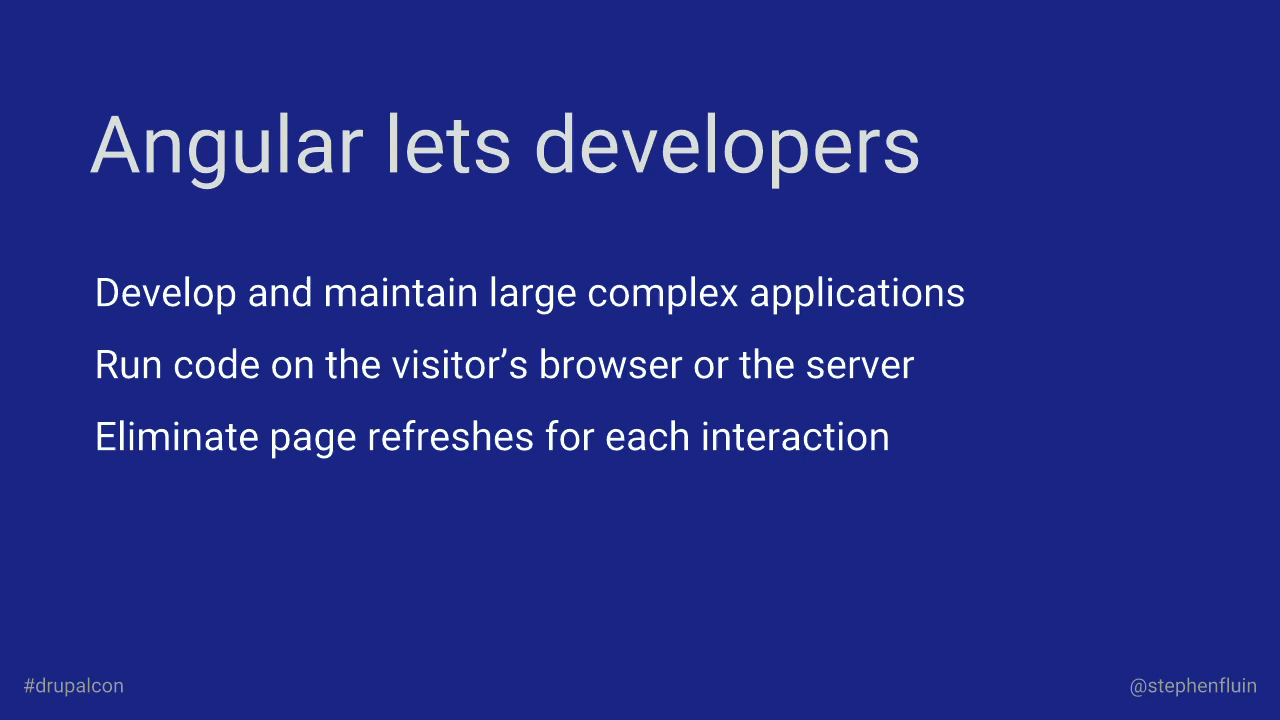 Angular lets developers
Develop and maintain large complex applications
Run code on the visitor’s browser or the server
Eliminate page refreshes for each interaction
#drupalcon
@stephenfluin